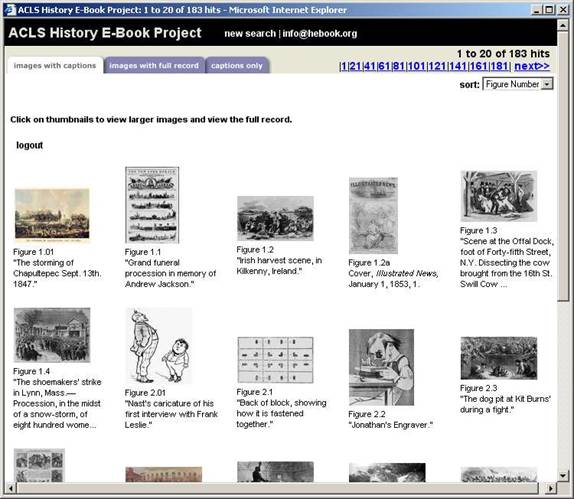 ACLS History E-Book Project: 1 to 20 of 183 hits - Microsoft Internet Explorer
ACLS History E-Book Project new search | info@hebook.org
1 to 20 of 183 hits
images with captions images with full record captions only |1|21|41|61|81|101|121|141|161|181| next>>
sort: Figure Number
Click on thumbnails to view larger images and view the full record.
logout
Figure 1.01
"The storming of
Chapultepec Sept. 13th.
1847."
Figure 1.1
"Grand funeral
procession in memory of
Andrew Jackson."
Figure 1.2
"Irish harvest scene, in
Kilkenny, Ireland."
ILLUSTRATED NEWS
Figure 1.2a
Cover, Illustrated News,
January 1, 1853, 1.
Figure 1.3
"Scene at the Offal Dock,
foot of Forty-fifth Street,
N.Y. Dissecting the cow
brought from the 16th St.
Swill Cow ...
Figure 1.4
"The shoemakers' strike
in Lynn, Mass.—
Procession, in the midst
of a snow-storm, of
eight hundred wome...
Figure 2.01
"Nast's caricature of his
first interview with Frank
Leslie."
Figure 2.1
"Back of block, showing
how it is fastened
together."
Figure 2.2
"Jonathan's Engraver."
Figure 2.3
"The dog pit at Kit Burns'
during a fight."